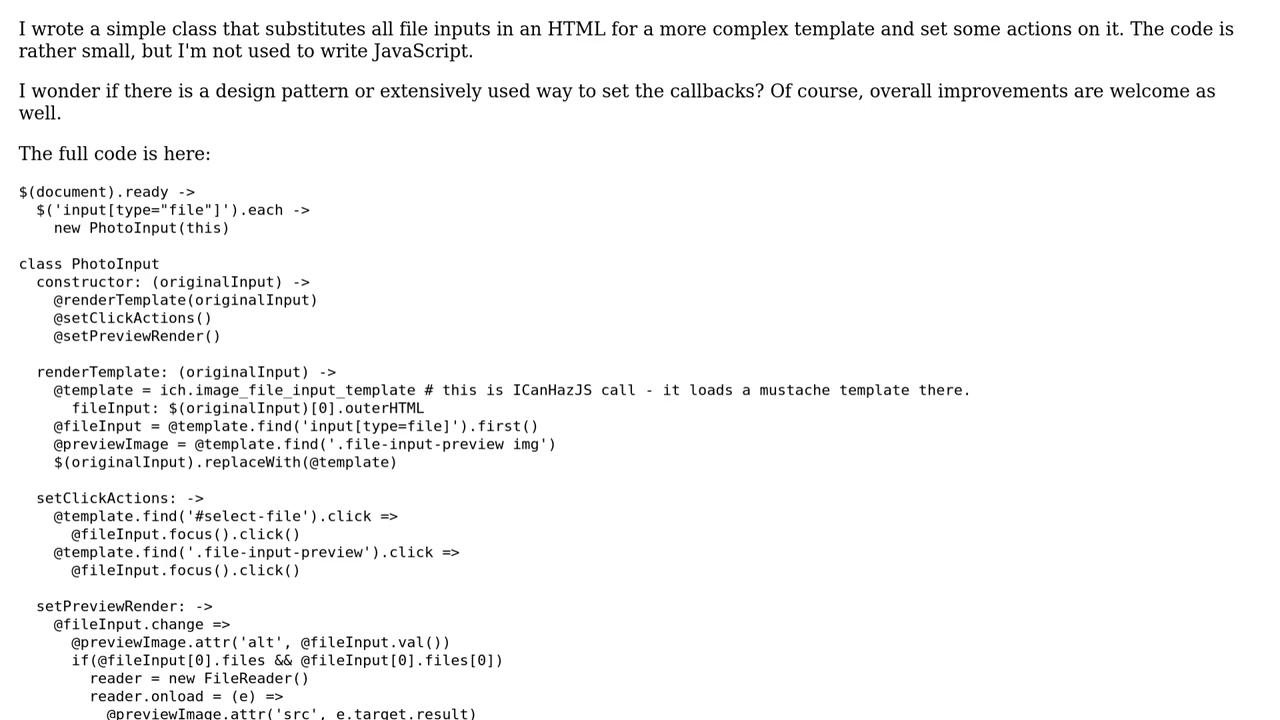 I wrote a simple class that substitutes all file inputs in an HTML for a more complex template and set some actions on it. The code is
rather small, but I'm not used to write JavaScript.
I wonder if there is a design pattern or extensively used way to set the callbacks? Of course, overall improvements are welcome as
well.
The full code is here:
$(document).ready ->
  $('input[type="file"]').each ->
    new PhotoInput(this)
class PhotoInput
  constructor: (originalInput) ->
    @renderTemplate(originalInput)
    @setClickActions()
    @setPreviewRender()
  renderTemplate: (originalInput) ->
    @template = ich.image_file_input_template # this is ICanHazJS call - it loads a mustache template there.
      fileInput: $(originalInput)[0].outerHTML
    @fileInput = @template.find('input[type=file]').first()
    @previewImage = @template.find('.file-input-preview img')
    $(originalInput).replaceWith(@template)
  setClickActions: ->
    @template.find('#select-file').click =>
      @fileInput.focus().click()
    @template.find('.file-input-preview').click =>
      @fileInput.focus().click()
  setPreviewRender: ->
    @fileInput.change =>
      @previewImage.attr('alt', @fileInput.val())
      if(@fileInput[0].files && @fileInput[0].files[0])
        reader = new FileReader()
        reader.onload = (e) =>
          @previewImage.attr('src', e.target.result)